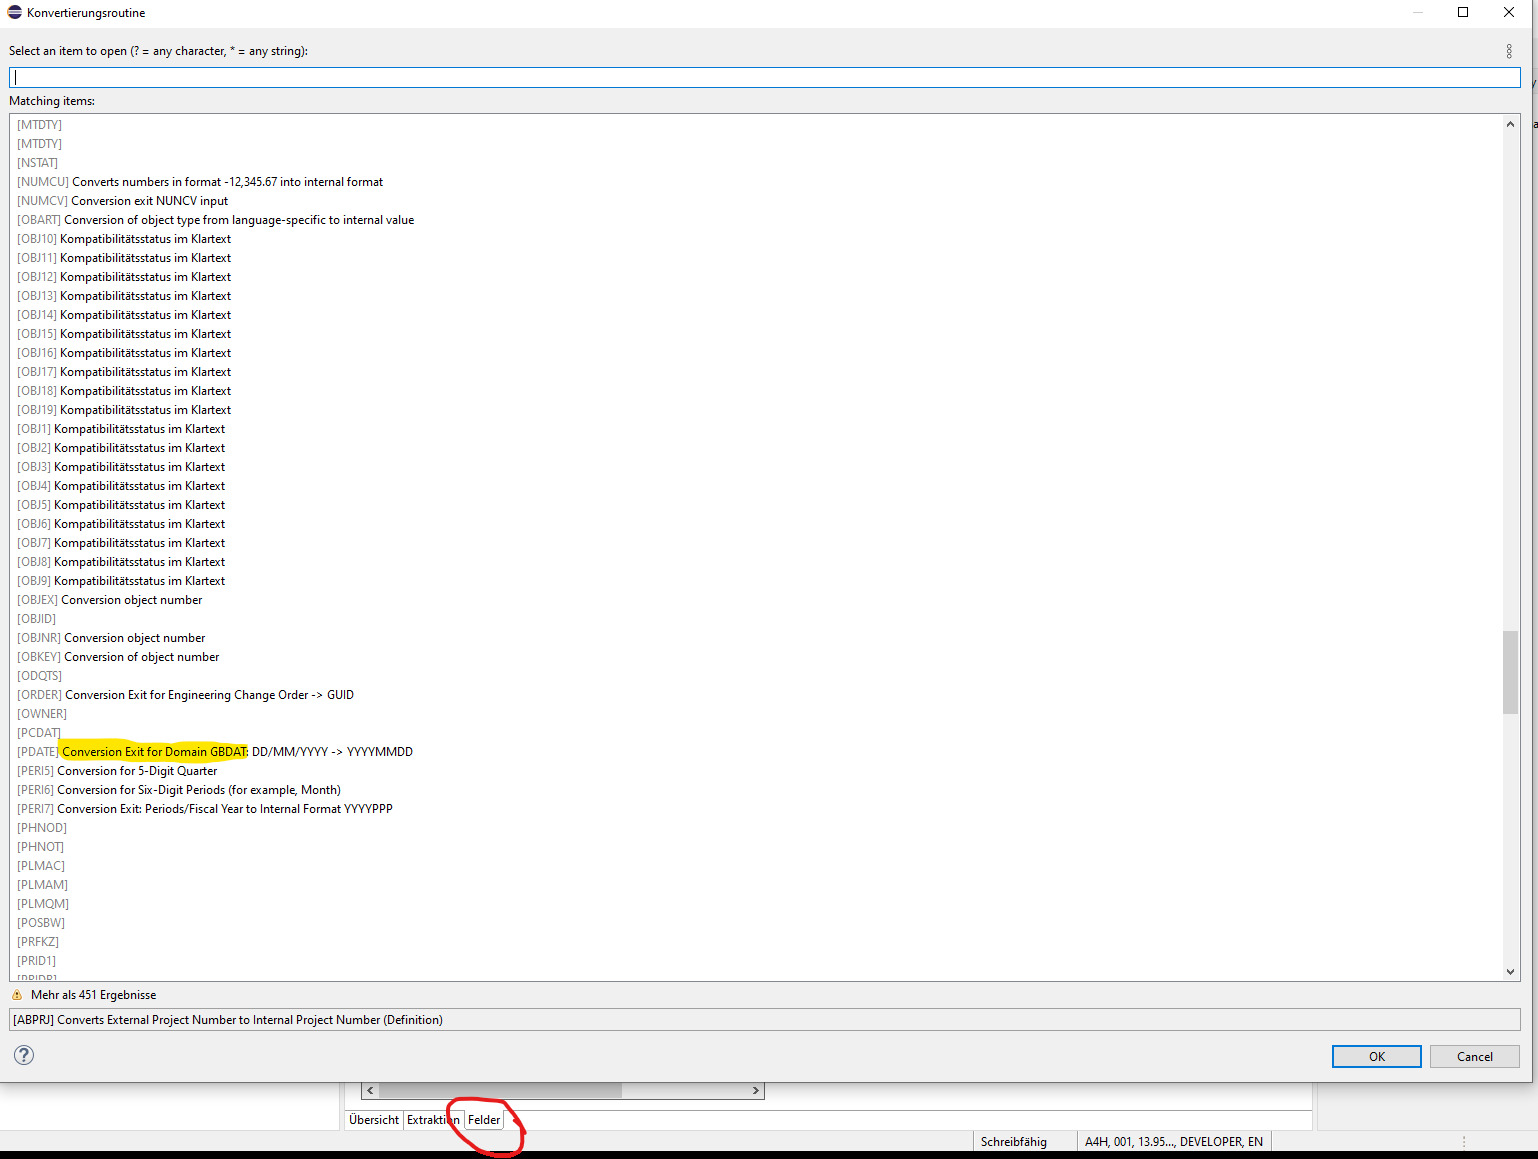 Konvertierungsroutine
Select an item to open (? = any character, * = any string):
Matching items:
[MTDTY]
[MTDTY]
[NSTAT]
[NUMCU] Converts numbers in format -12,345.67 into internal format
[NUMCV] Conversion exit NUNCV input
[OBART] Conversion of object type from language-specific to internal value
[OBJ10] Kompatibilitätsstatus im Klartext
[OBJ11] Kompatibilitätsstatus im Klartext
[OBJ12] Kompatibilitätsstatus im Klartext
[OBJ13] Kompatibilitätsstatus im Klartext
[OBJ14] Kompatibilitätsstatus im Klartext
[OBJ15] Kompatibilitätsstatus im Klartext
[OBJ16] Kompatibilitätsstatus im Klartext
[OBJ17] Kompatibilitätsstatus im Klartext
[OBJ18] Kompatibilitätsstatus im Klartext
[OBJ19] Kompatibilitätsstatus im Klartext
[OBJ1] Kompatibilitätsstatus im Klartext
[OBJ2] Kompatibilitätsstatus im Klartext
[OBJ3] Kompatibilitätsstatus im Klartext
[OBJ4] Kompatibilitätsstatus im Klartext
[OBJ5] Kompatibilitätsstatus im Klartext
[OBJ6] Kompatibilitätsstatus im Klartext
[OBJ7] Kompatibilitätsstatus im Klartext
[OBJ8] Kompatibilitätsstatus im Klartext
[OBJ9] Kompatibilitätsstatus im Klartext
[OBJEX] Conversion object number
[OBJID]
[OBJNR] Conversion object number
[OBKEY] Conversion of object number
[ODQTS]
[ORDER] Conversion Exit for Engineering Change Order -> GUID
[OWNER]
[PCDAT]
[PDATE] Conversion Exit for Domain GBDAT: DD/MM/YYYY -> YYYYMMDD
[PERI5] Conversion for 5-Digit Quarter
[PERI6] Conversion for Six-Digit Periods (for example, Month)
[PERI7] Conversion Exit: Periods/Fiscal Year to Internal Format YYYYPPP
[PHNOD]
[PHNOT]
[PLMAC]
[PLMAM]
[PLMQM]
[POSBW]
[PRFKZ]
[PRID1]
Mehr als 451 Ergebnisse
[ABPRJ] Converts External Project Number to Internal Project Number (Definition)
?
OK Cancel
Übersicht Extraktion Felder
Schreibfähig A4H, 001, 13.95..., DEVELOPER, EN